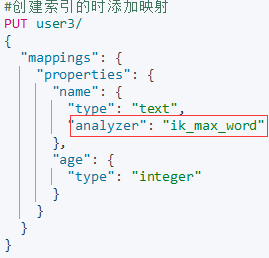 #创建索引的时添加映射
PUT user3/
{
  "mappings": {
    "properties": {
      "name": {
        "type": "text",
        "analyzer": "ik_max_word"
      },
      "age": {
        "type": "integer"
      }
    }
  }
}